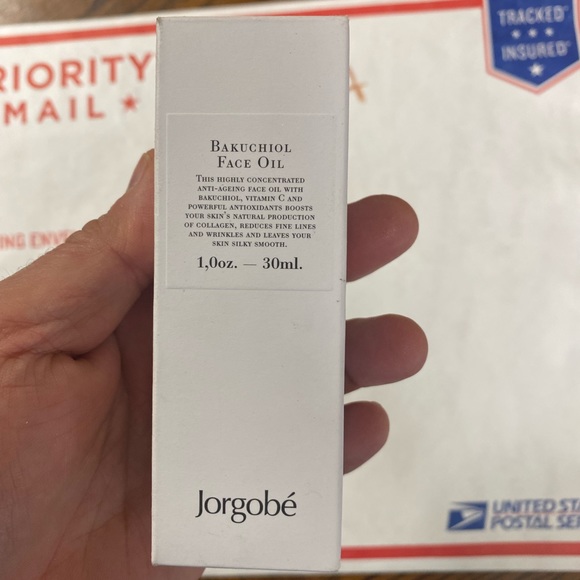 RIORITY
MAIL ★
TRACKED
★ ★ ★
INSURED
Bakuchiol
Face Oil
This highly concentrated
anti-ageing face oil with
bakuchiol, vitamin C and
powerful antioxidants boosts
your skin's natural production
of collagen, reduces fine lines
and wrinkles and leaves your
skin silky smooth.
1,0oz. — 30ml.
Jorgobé
UNITED STA
POSTAL SE